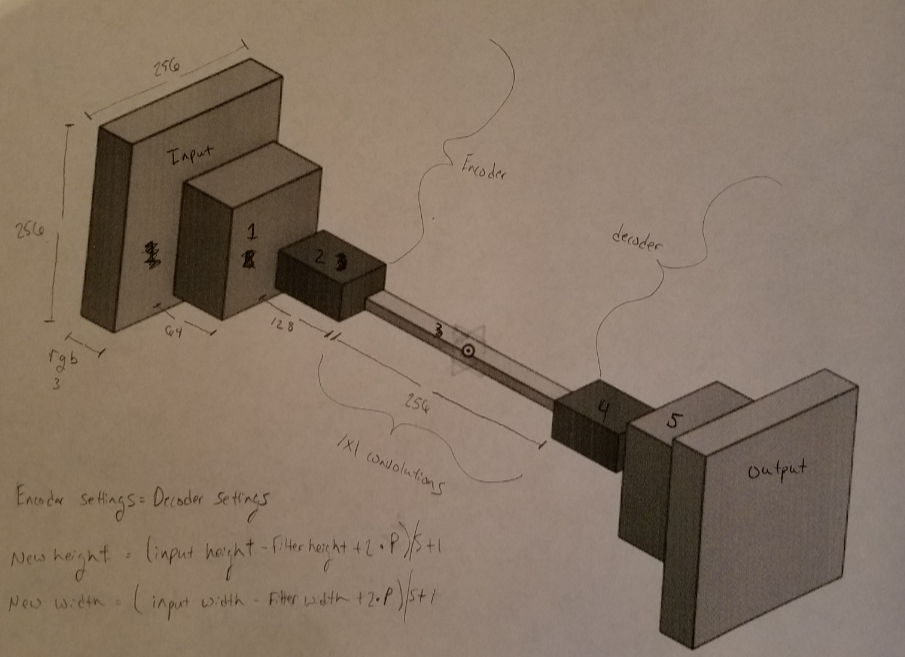 256
Input
256
rgb
3
64
1
128
2
Encoder
3
256
1X1 convolutions
decoder
4
5
Output
Encoder settings = Decoder settings
New height = (input height - Filter height + 2 • P)/S+1
New width = (input width - Filter width + 2•P)/S+1